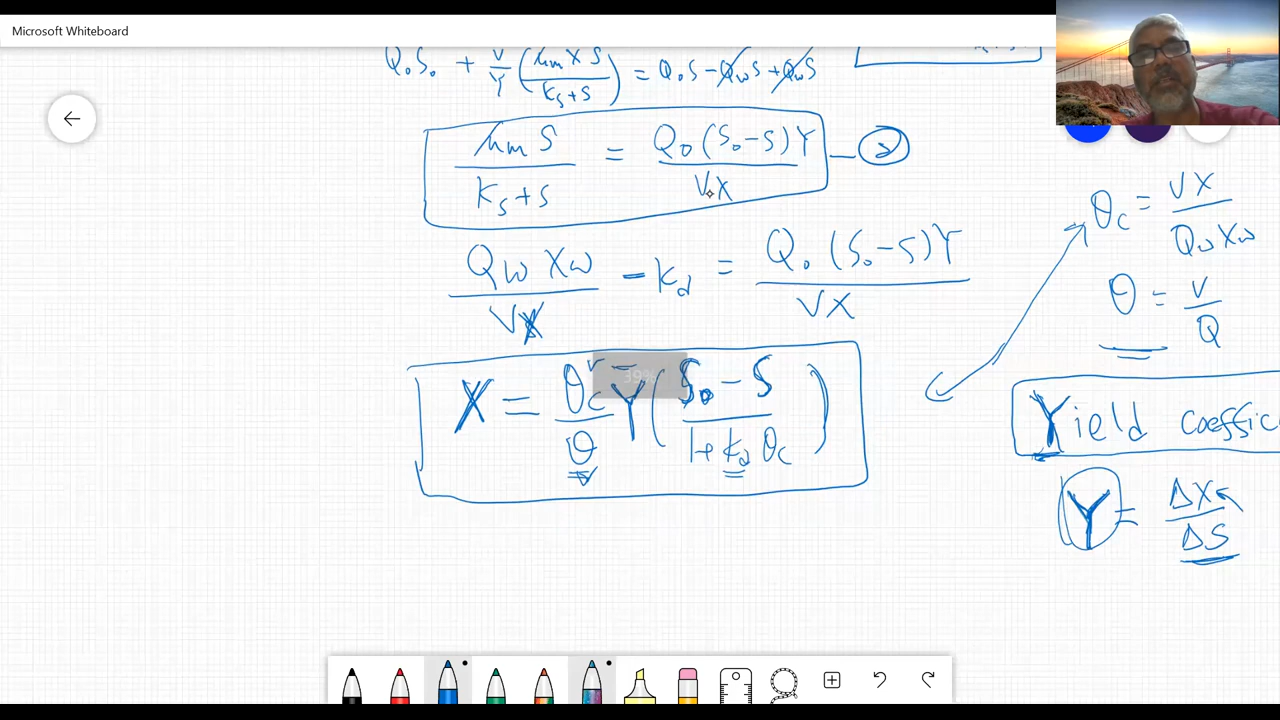 Microsoft Whiteboard
Q₀S₀ + V/Y (μm X S / Ks + S) = Q₀S − QwS + QwS
μm S / Ks + S = Q₀ (S₀ − S) Y / VX — ②
Qw Xw / VX − kd = Q₀ (S₀ − S) Y / VX
X = θc / θ Y (S₀ − S / 1 + kd θc)
39%
θc = VX / Qw Xw
θ = V / Q
Yield coeffic
Y = ΔX / ΔS